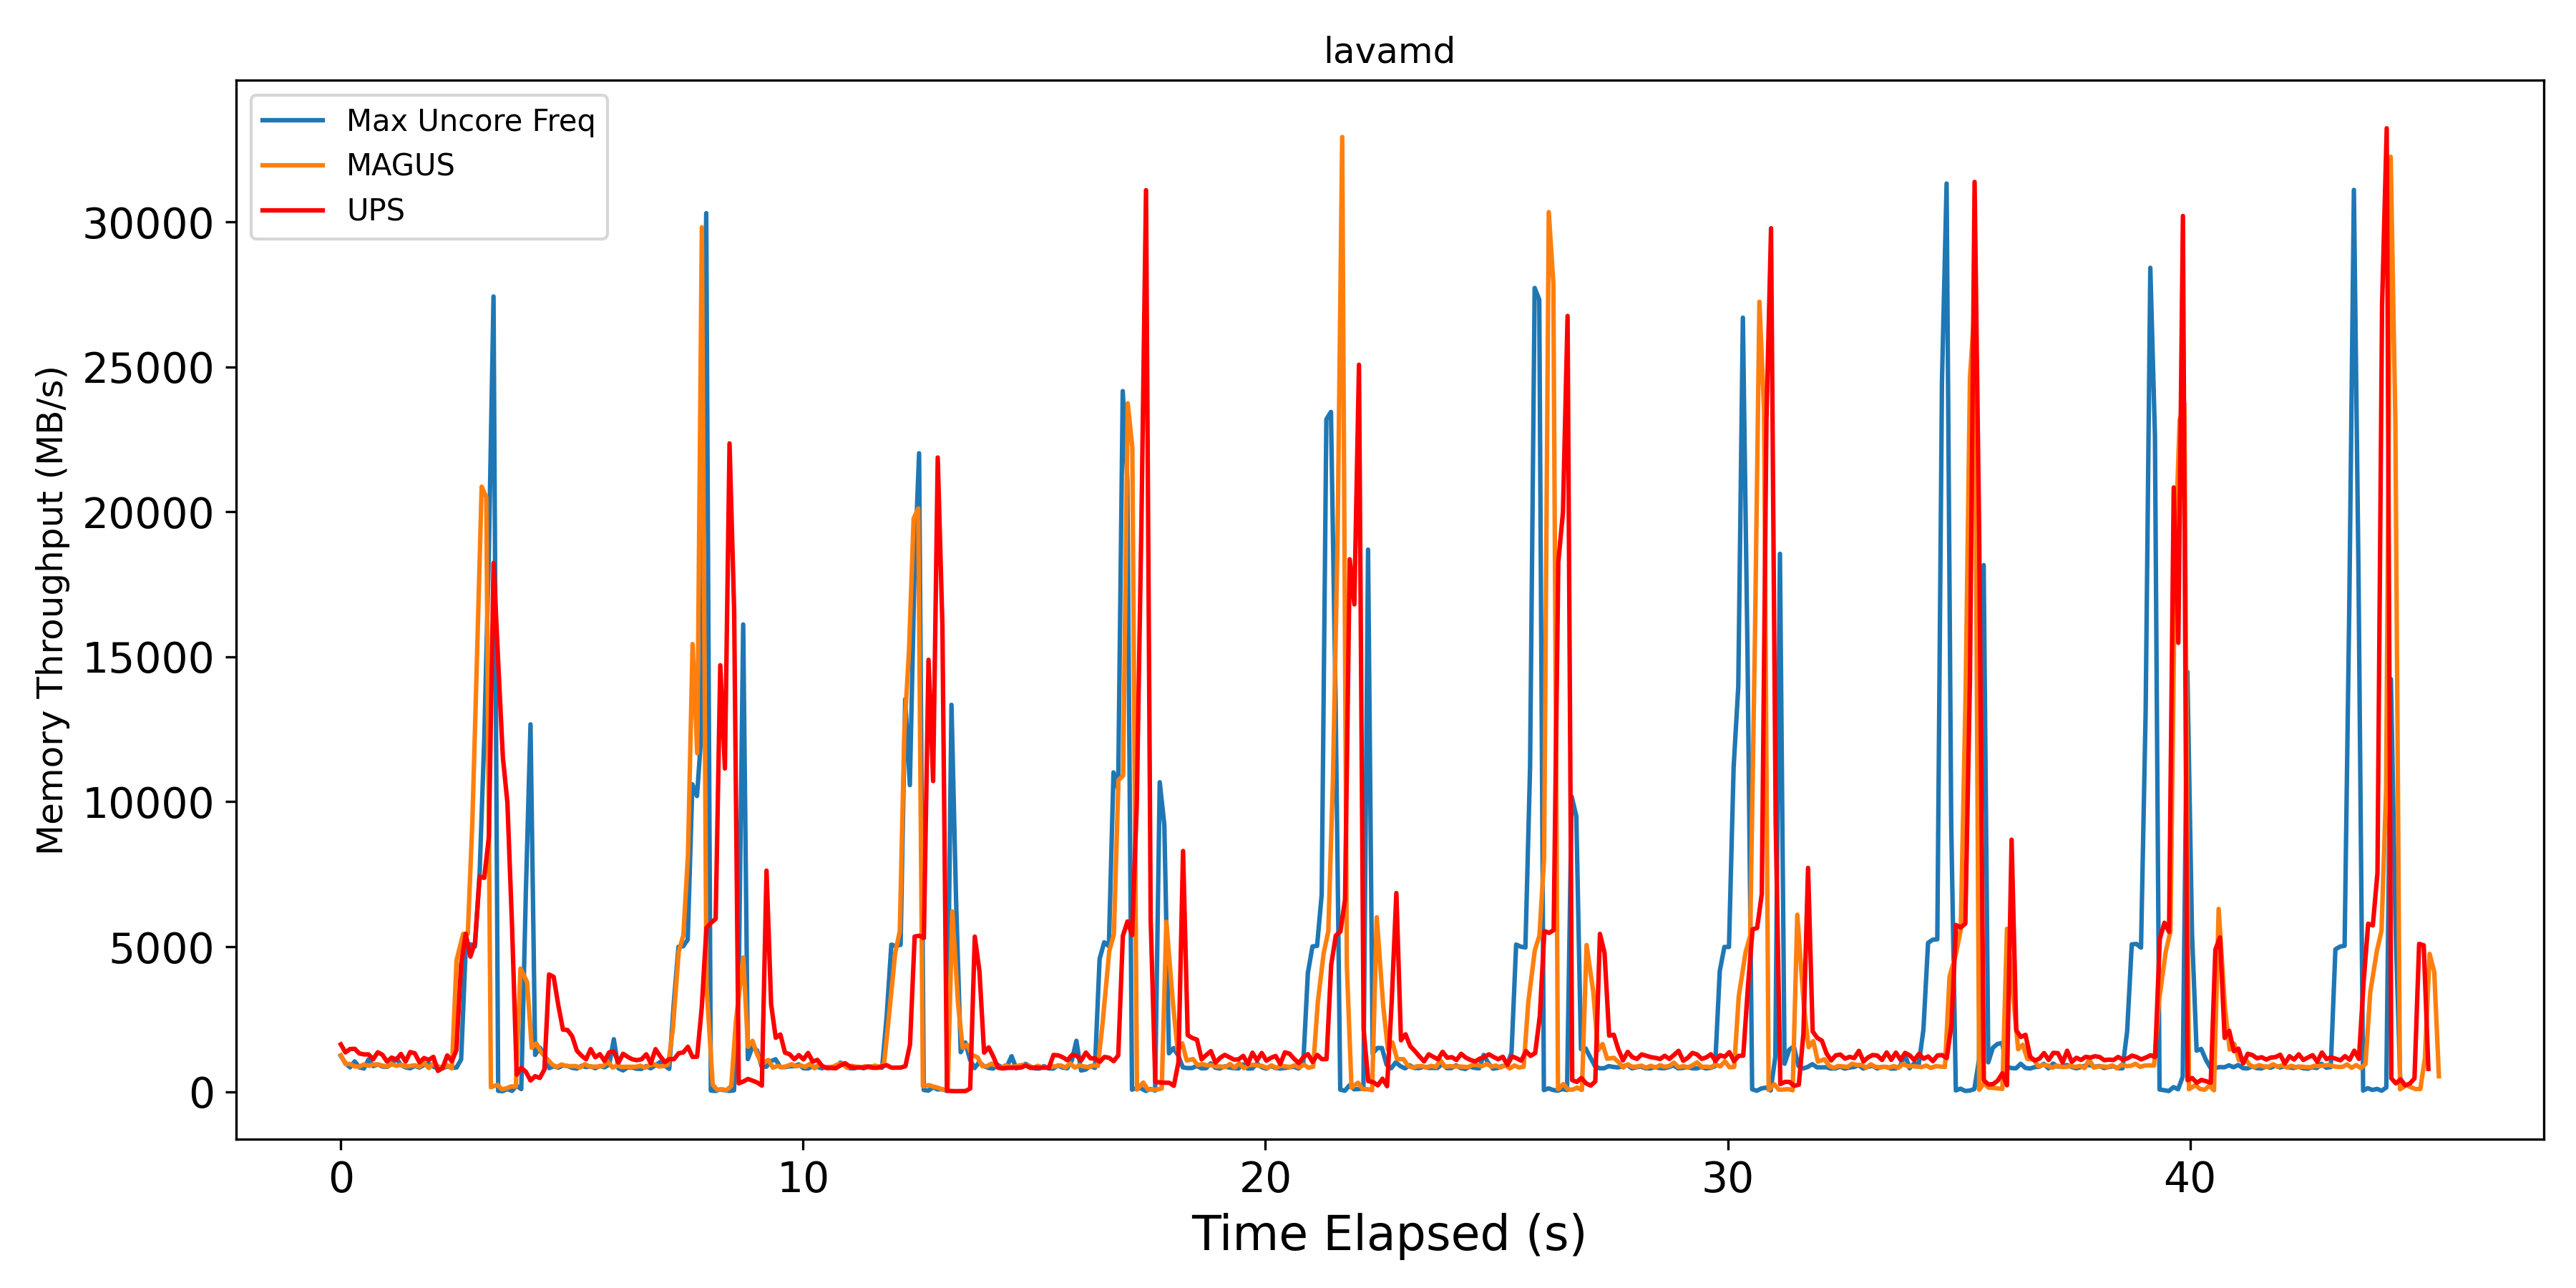 lavamd
Max Uncore Freq
MAGUS
UPS
Memory Throughput (MB/s)
30000
25000
20000
15000
10000
5000
0
0 10 20 30 40
Time Elapsed (s)